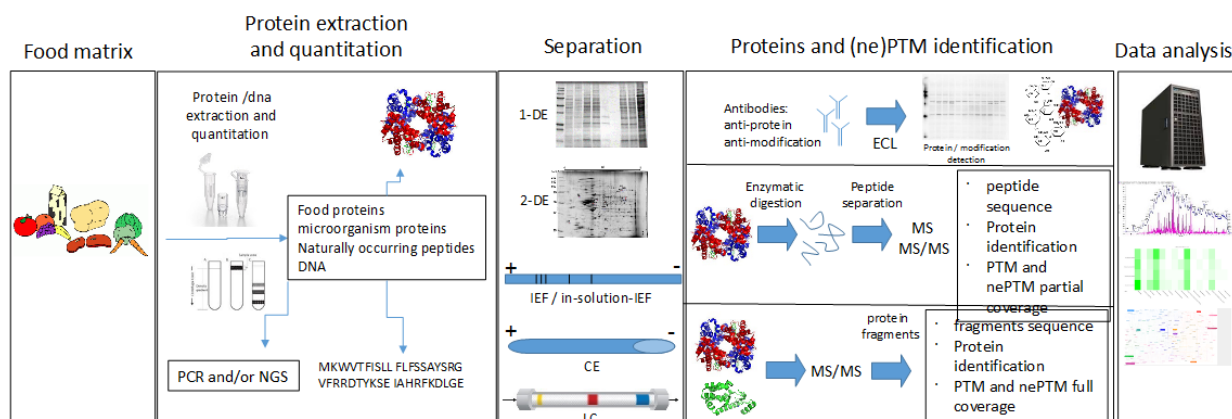 Food matrix
Protein extraction
and quantitation
Separation
Proteins and (ne)PTM identification
Data analysis
Protein /dna
extraction and
quantitation
Food proteins
microorganism proteins
Naturally occurring peptides
DNA
PCR and/or NGS
MKWVTFISLL FLFSSAYSRG
VFRRDTYKSE IAHRFKDLGE
1-DE
2-DE
+ -
IEF / in-solution-IEF
+ -
CE
LC
Antibodies:
anti-protein
anti-modification
ECL
Protein / modification
detection
Enzymatic
digestion
Peptide
separation
MS
MS/MS
· peptide
sequence
· Protein
identification
· PTM and
nePTM partial
coverage
MS/MS
protein
fragments
· fragments sequence
· Protein
identification
· PTM and nePTM full
coverage